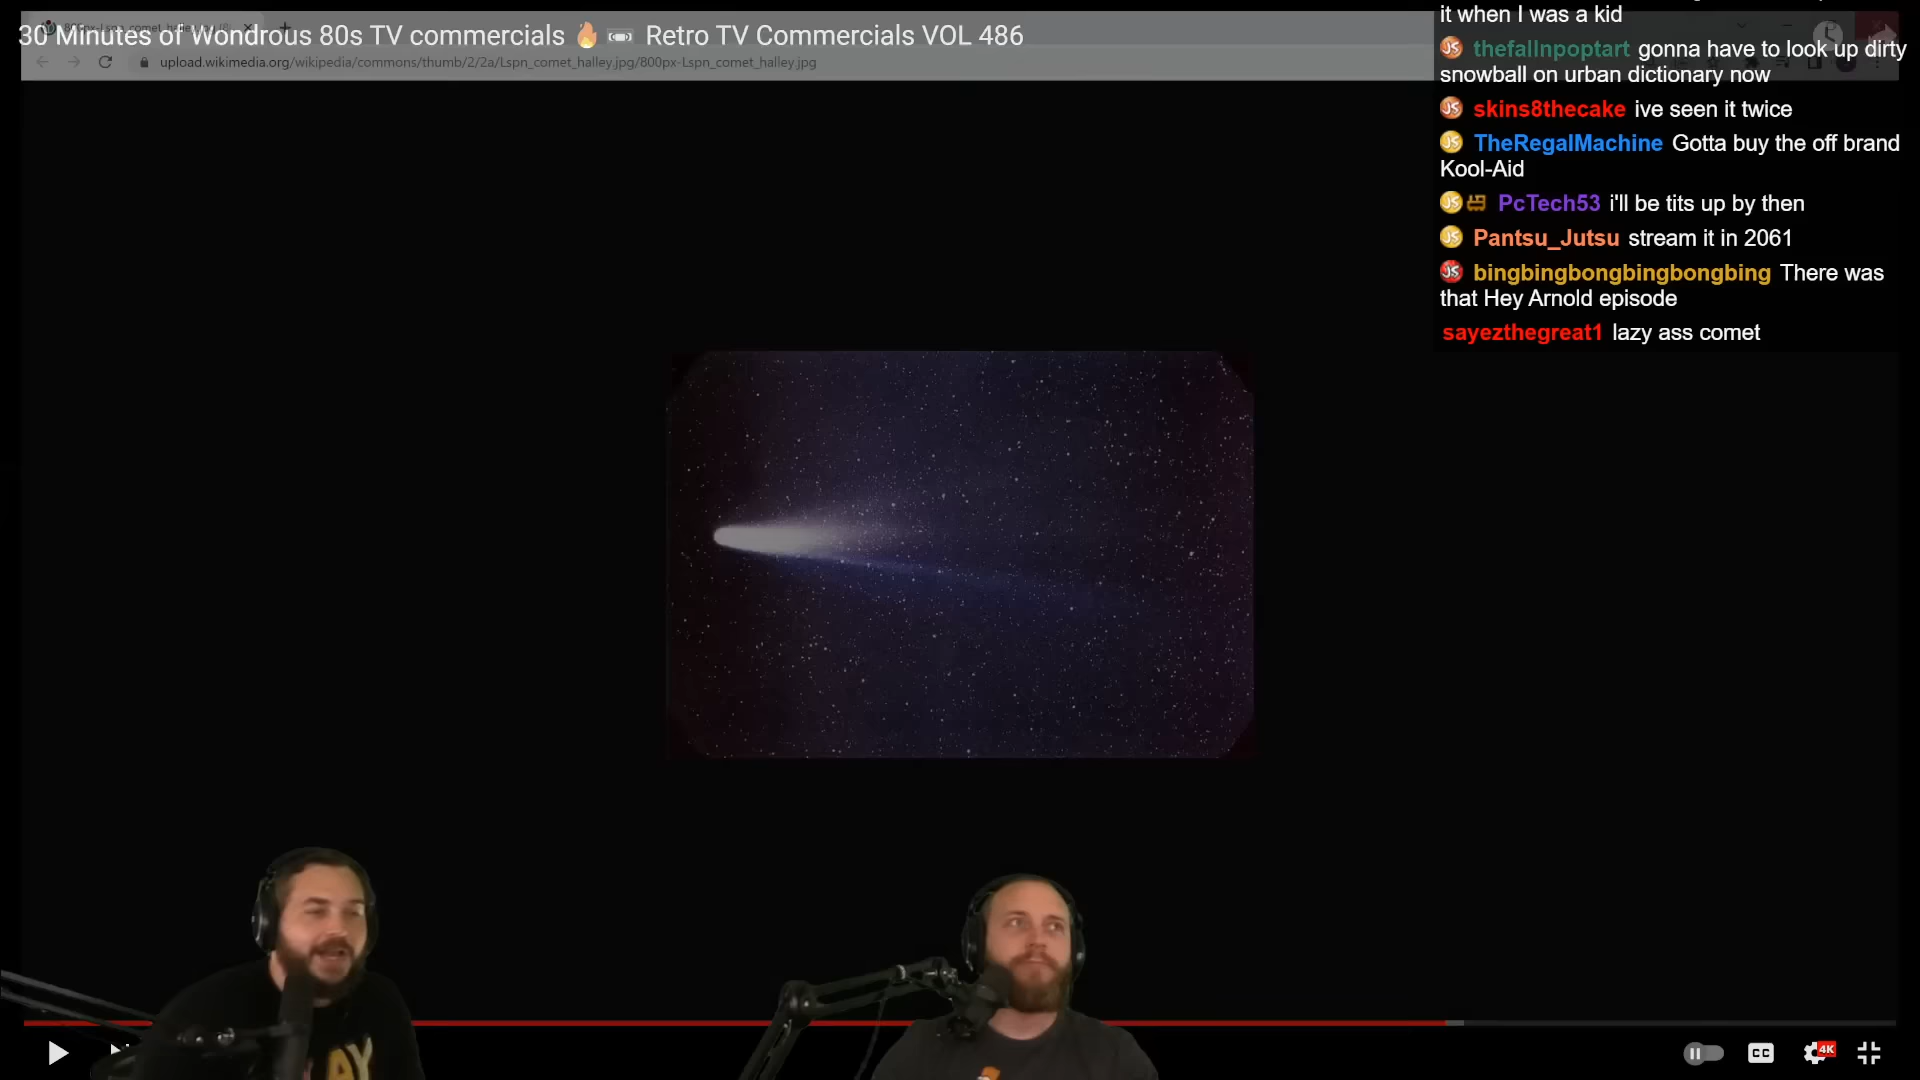 30 Minutes of Wondrous 80s TV commercials 🔥 📼 Retro TV Commercials VOL 486
upload.wikimedia.org/wikipedia/commons/thumb/2/2a/Lspn_comet_halley.jpg/800px-Lspn_comet_halley.jpg
it when I was a kid
thefallnpoptart gonna have to look up dirty
snowball on urban dictionary now
skins8thecake ive seen it twice
TheRegalMachine Gotta buy the off brand
Kool-Aid
PcTech53 i'll be tits up by then
Pantsu_Jutsu stream it in 2061
bingbingbongbingbongbing There was
that Hey Arnold episode
sayezthegreat1 lazy ass comet
AY
CC
4K